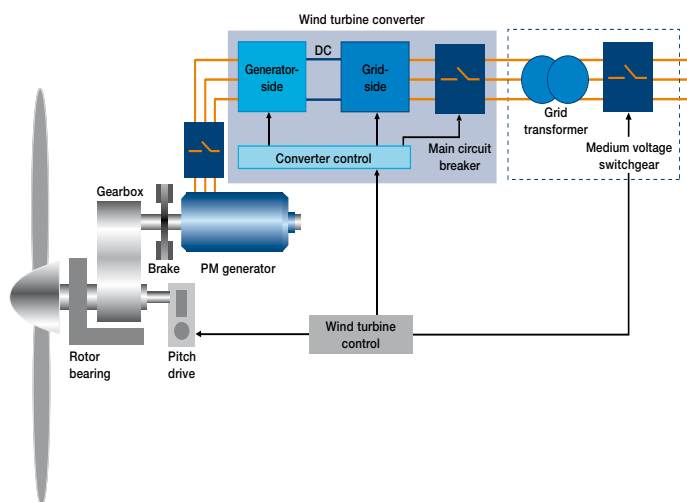 Wind turbine converter
DC
Generator-
side
Grid-
side
Grid
transformer
Converter control
Main circuit
breaker
Medium voltage
switchgear
Gearbox
Brake
PM generator
Wind turbine
control
Rotor
bearing
Pitch
drive